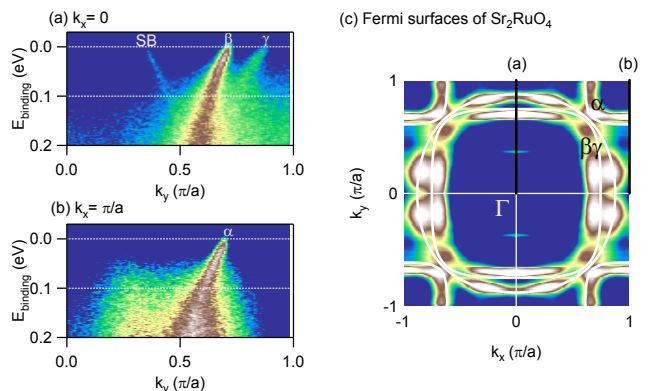 (a) kx= 0
SB β γ
0.0
0.1
0.2
Ebinding (eV)
0.0 0.5 1.0
ky (π/a)
(b) kx= π/a
α
0.0
0.1
0.2
Ebinding (eV)
0.0 0.5 1.0
ky (π/a)
(c) Fermi surfaces of Sr2RuO4
(a) (b)
1
0
-1
ky (π/a)
α
βγ
Γ
-1 0 1
kx (π/a)